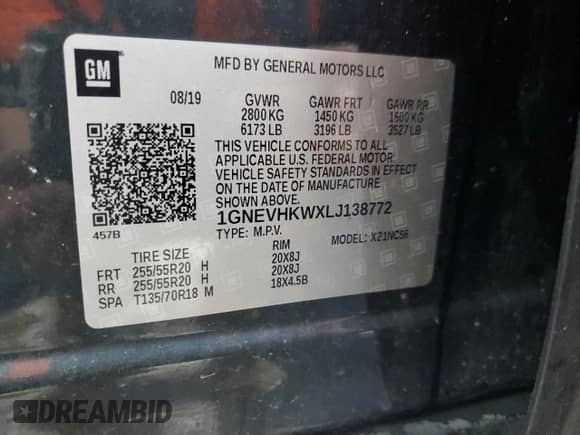 GM
MFD BY GENERAL MOTORS LLC
08/19 GVWR GAWR FRT GAWR RR
2800 KG 1450 KG 1600 KG
6173 LB 3196 LB 3527 LB
THIS VEHICLE CONFORMS TO ALL
APPLICABLE U.S. FEDERAL MOTOR
VEHICLE SAFETY STANDARDS IN EFFECT
ON THE DATE OF MANUFACTURE
SHOWN ABOVE.
457B
1GNEVHKWXLJ138772
TYPE: M.P.V. MODEL: X21NC56
TIRE SIZE RIM
FRT 255/55R20 H 20X8J
RR 255/55R20 H 20X8J
SPA T135/70R18 M 18X4.5B
DREAMBID